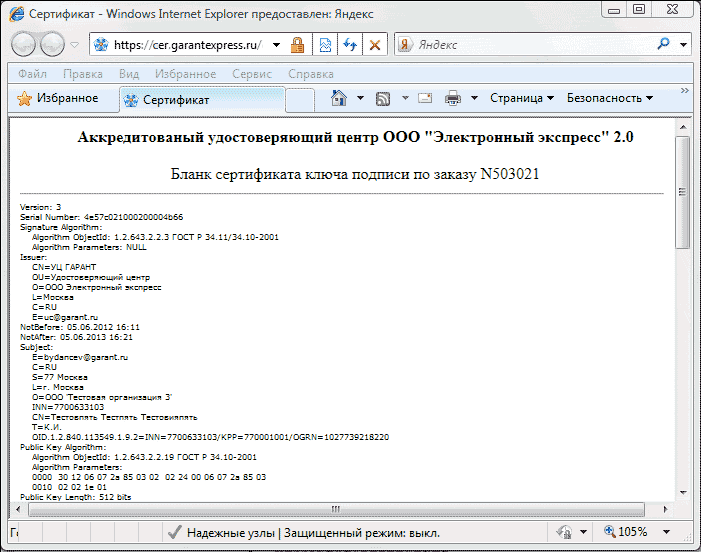 Сертификат - Windows Internet Explorer предоставлен: Яндекс
https://cer.garantexpress.ru/
Яндекс
Файл Правка Вид Избранное Сервис Справка
Избранное Сертификат Страница Безопасность
Аккредитованый удостоверяющий центр ООО "Электронный экспресс" 2.0
Бланк сертификата ключа подписи по заказу N503021
Version: 3
Serial Number: 4e57c021000200004b66
Signature Algorithm:
Algorithm ObjectId: 1.2.643.2.2.3 ГОСТ Р 34.11/34.10-2001
Algorithm Parameters: NULL
Issuer:
CN=УЦ ГАРАНТ
OU=Удостоверяющий центр
O=ООО Электронный экспресс
L=Москва
C=RU
E=uc@garant.ru
NotBefore: 05.06.2012 16:11
NotAfter: 05.06.2013 16:21
Subject:
E=bydancev@garant.ru
C=RU
S=77 Москва
L=г. Москва
O=ООО 'Тестовая организация 3'
INN=7700633103
CN=Тестовпять Тестпять Тестовиялять
T=К.И.
OID.1.2.840.113549.1.9.2=INN=7700633103/KPP=770001001/OGRN=1027739218220
Public Key Algorithm:
Algorithm ObjectId: 1.2.643.2.2.19 ГОСТ Р 34.10-2001
Algorithm Parameters:
0000 30 12 06 07 2a 85 03 02 02 24 00 06 07 2a 85 03
0010 02 02 1e 01
Public Key Length: 512 bits
Надежные узлы | Защищенный режим: выкл.
105%